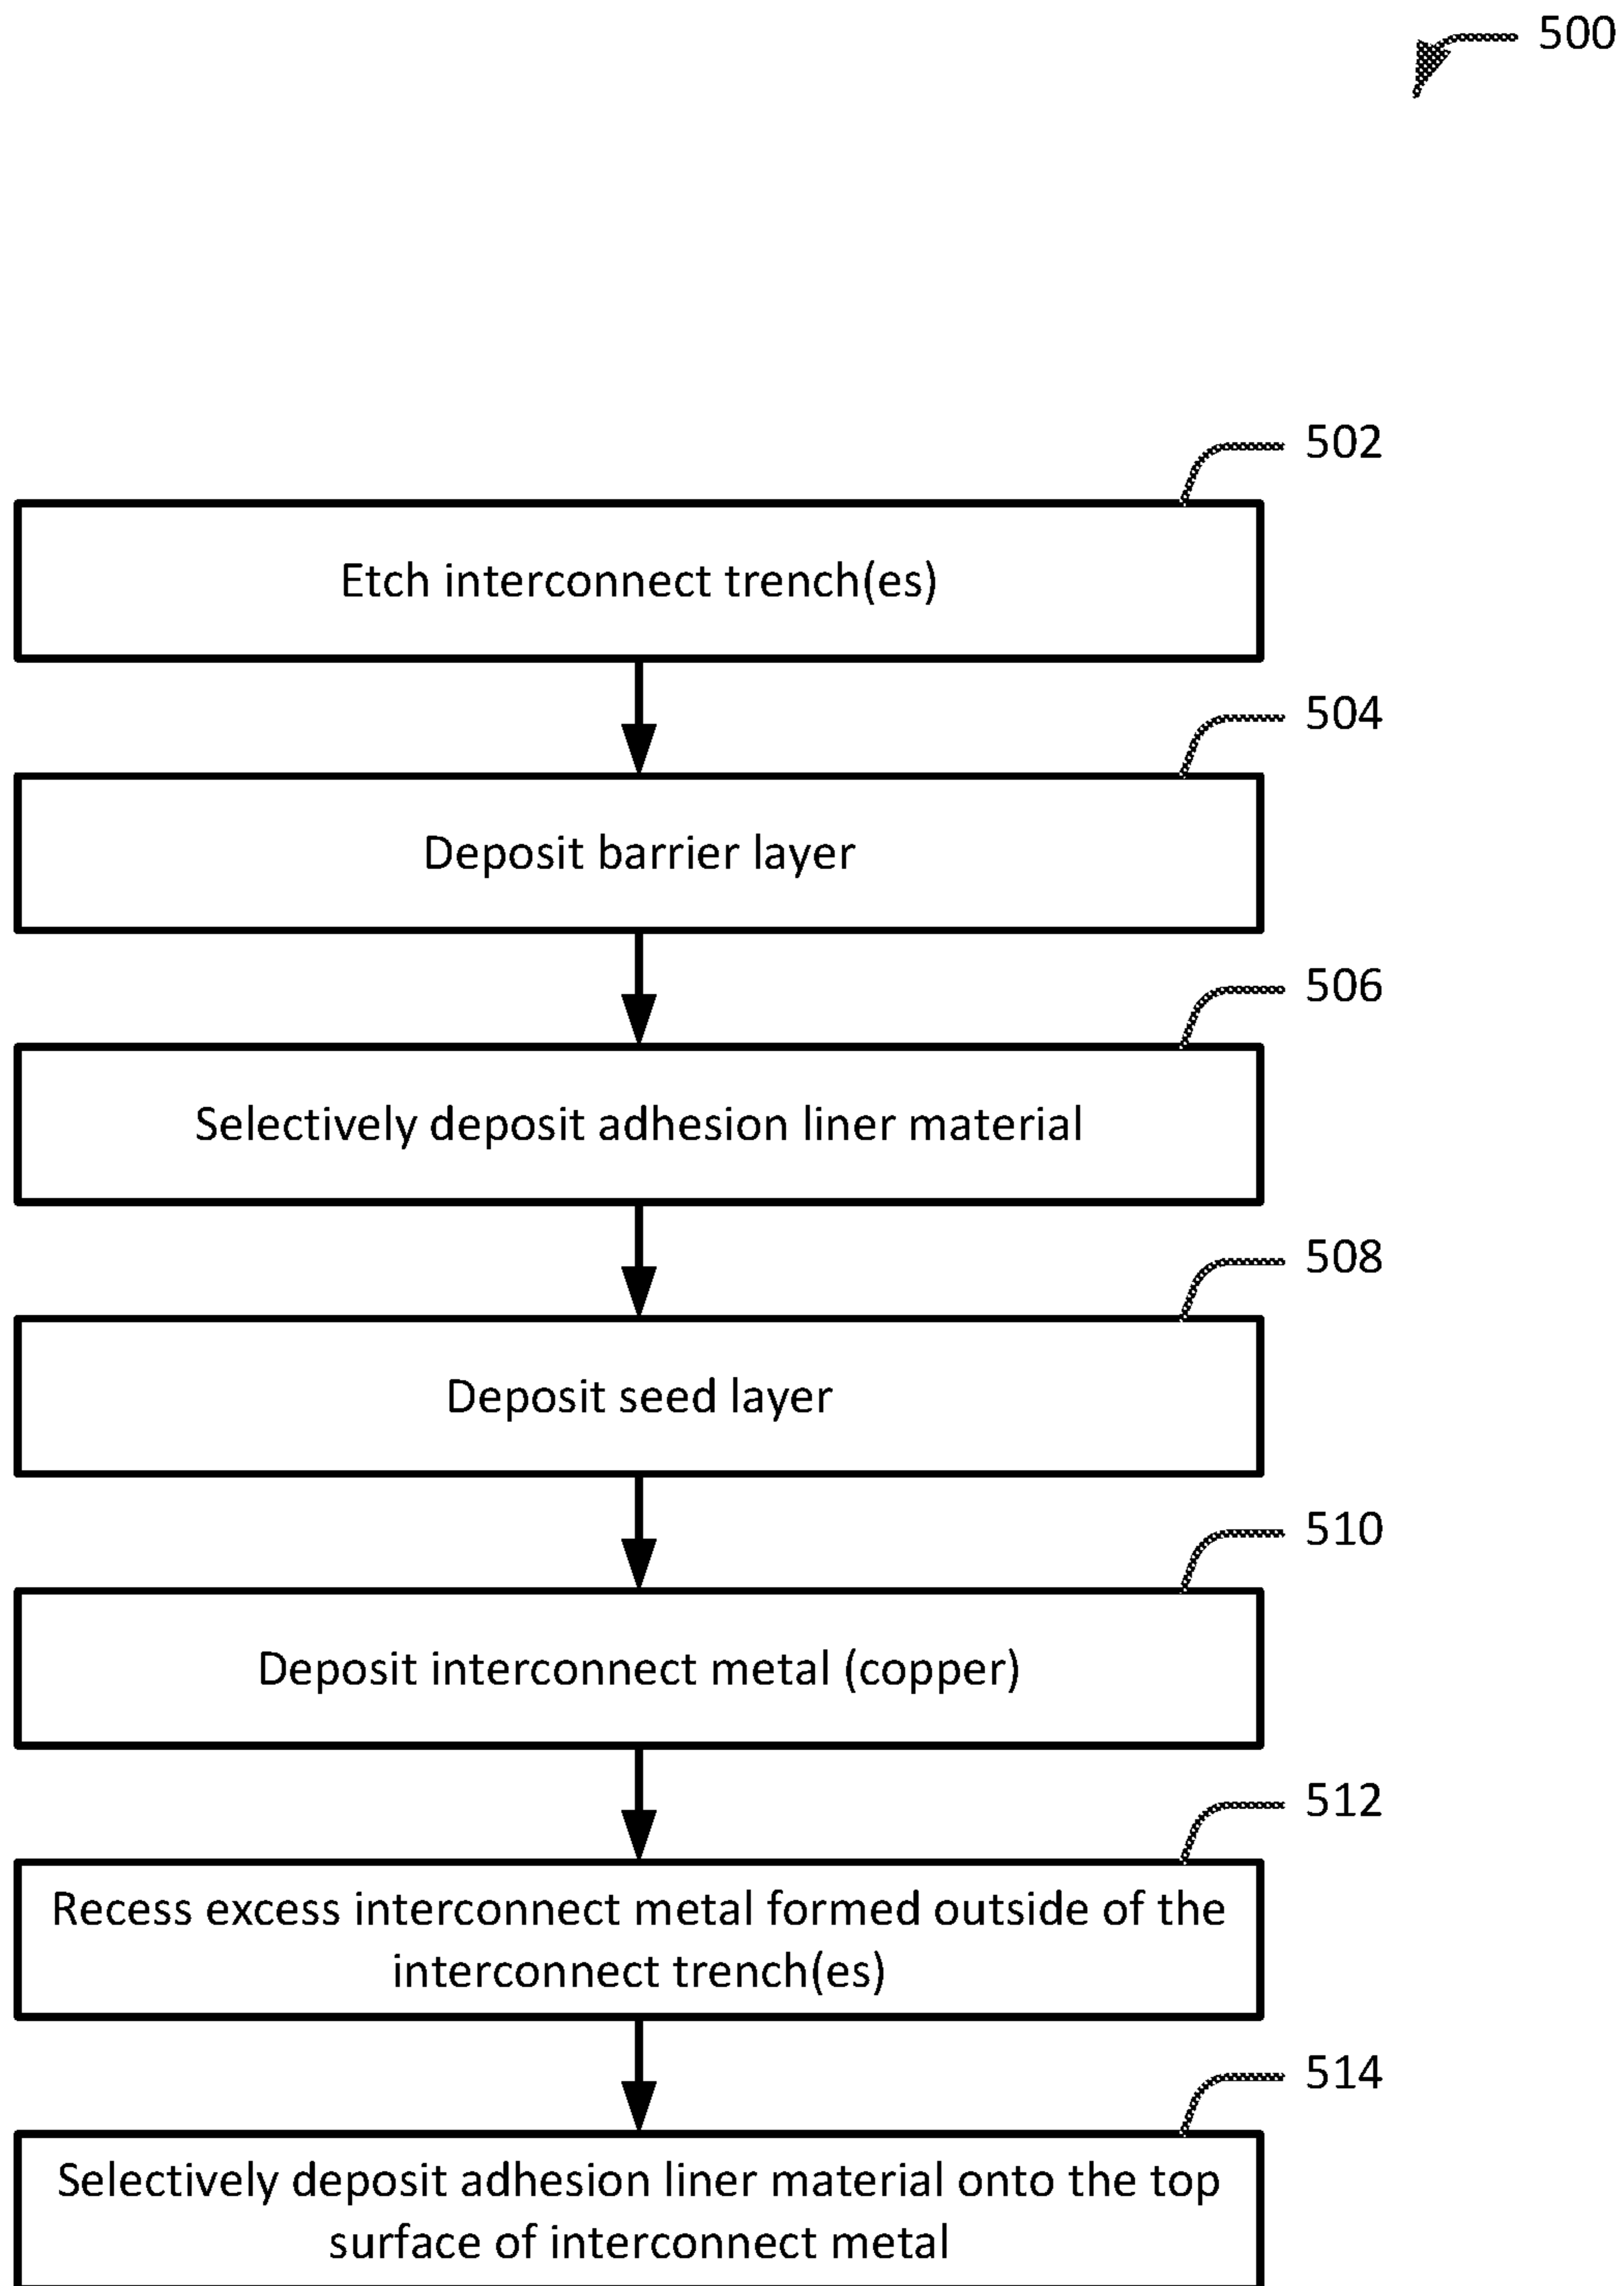 500
502
Etch interconnect trench(es)
504
Deposit barrier layer
506
Selectively deposit adhesion liner material
508
Deposit seed layer
510
Deposit interconnect metal (copper)
512
Recess excess interconnect metal formed outside of the
interconnect trench(es)
514
Selectively deposit adhesion liner material onto the top
surface of interconnect metal